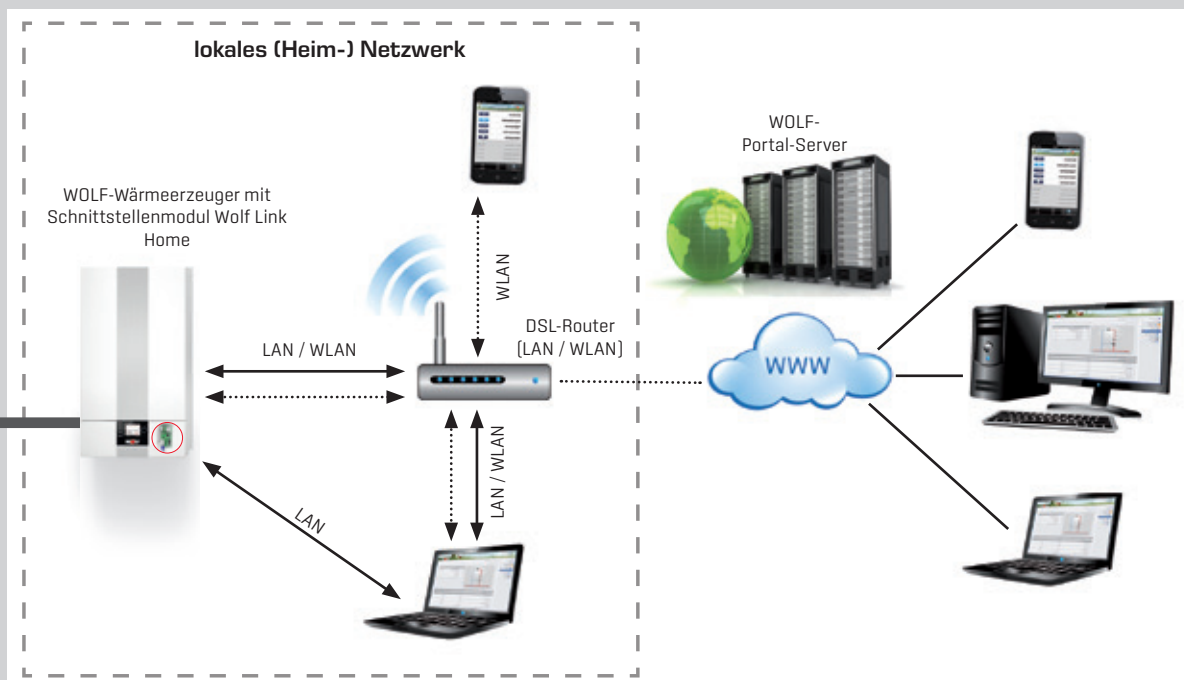 lokales (Heim-) Netzwerk
WOLF-Wärmeerzeuger mit
Schnittstellenmodul Wolf Link
Home
WLAN
LAN / WLAN
DSL-Router
(LAN / WLAN)
LAN / WLAN
LAN
WOLF-
Portal-Server
WWW